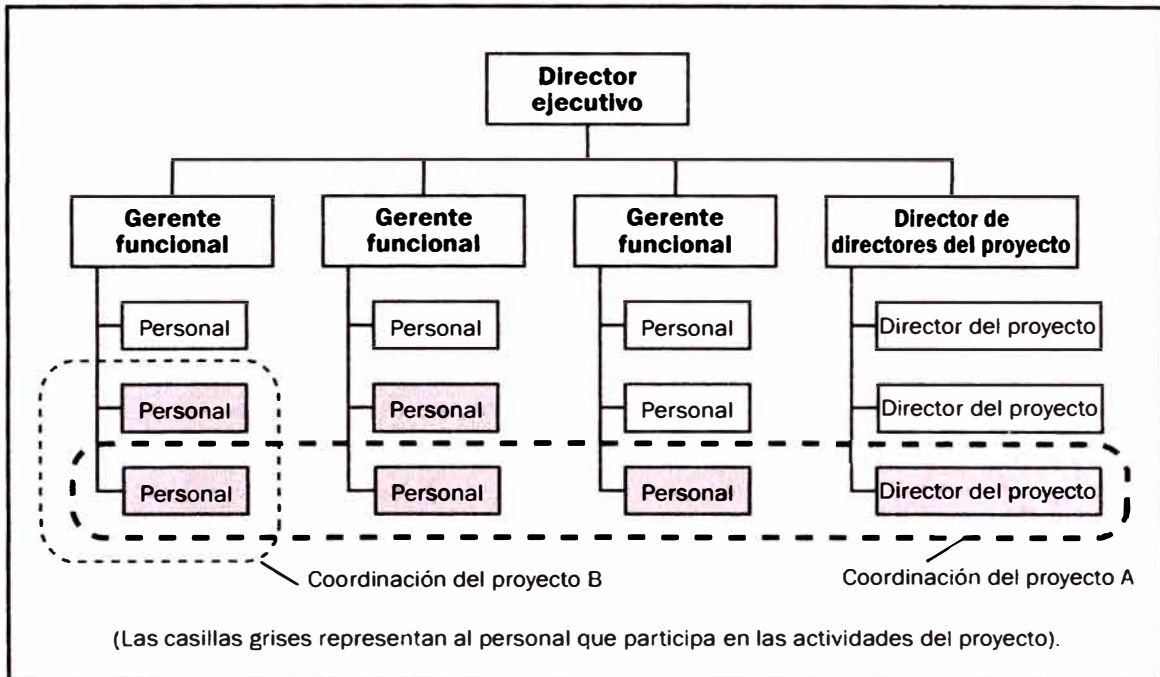 Director
ejecutivo
Gerente
funcional
Gerente
funcional
Gerente
funcional
Director de
directores del proyecto
Personal
Personal
Personal
Director del proyecto
Personal
Personal
Personal
Director del proyecto
Personal
Personal
Personal
Director del proyecto
Coordinación del proyecto B
Coordinación del proyecto A
(Las casillas grises representan al personal que participa en las actividades del proyecto).